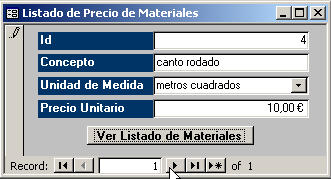 Listado de Precio de Materiales
Id 4
Concepto canto rodado
Unidad de Medida metros cuadrados
Precio Unitario 10,00 €
Ver Listado de Materiales
Record: 1 of 1